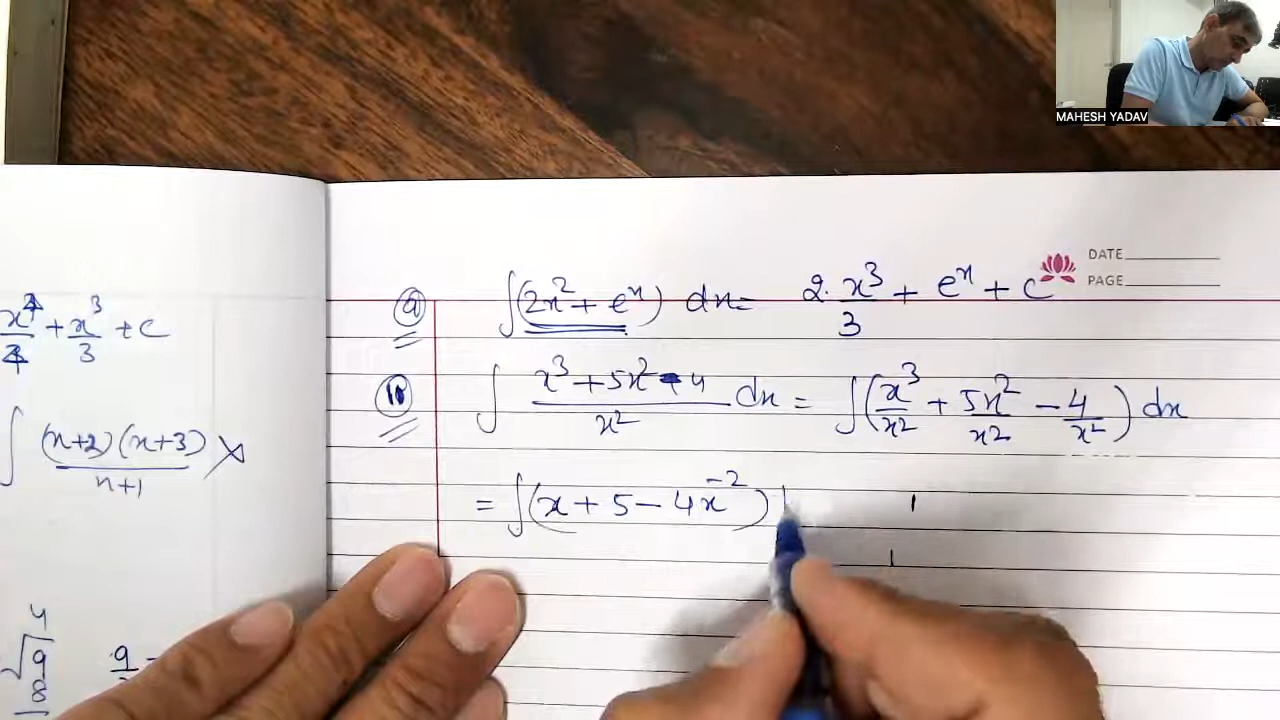 MAHESH YADAV
DATE
PAGE
x⁴/4 + x³/3 + c
∫ (x+2)(x+3)/x+1
9
⑨ ∫(2x² + eˣ) dx = 2·x³/3 + eˣ + c
⑩ ∫ x³ + 5x² - 4/x² dx = ∫(x³/x² + 5x²/x² - 4/x²) dx
= ∫(x + 5 - 4x⁻²)